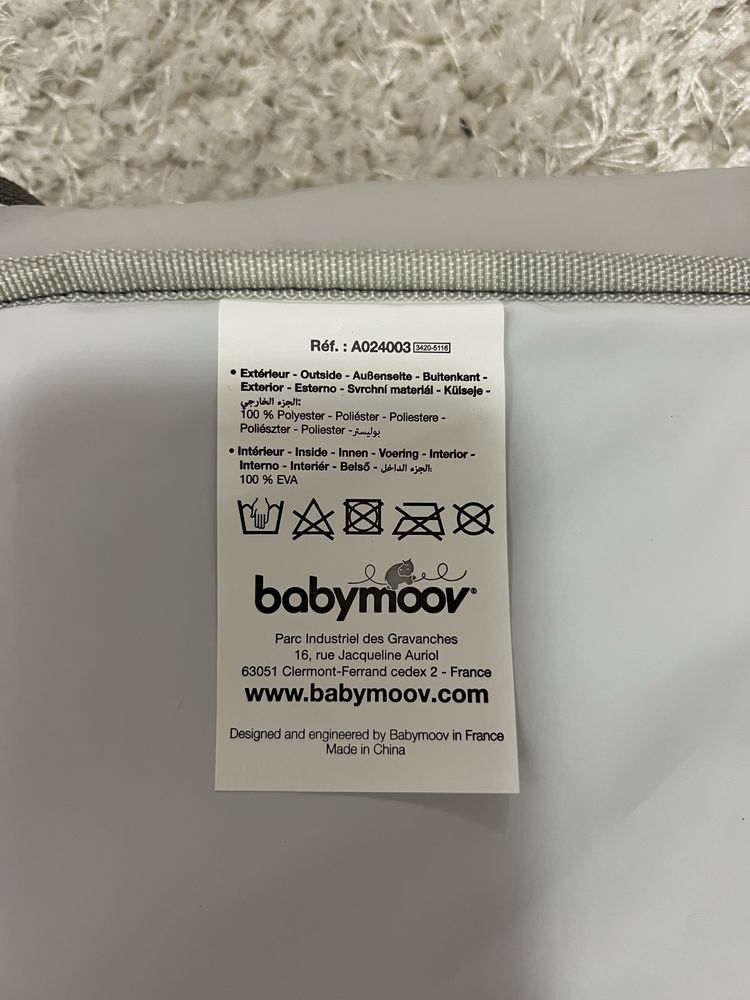 Réf. : A024003 3420-5116
• Extérieur - Outside - Außenseite - Buitenkant -
Exterior - Esterno - Svrchní materiál - Külseje -
الجزء الخارجي:
100 % Polyester - Poliéster - Poliestere -
Poliészter - Poliester - بوليستر
• Intérieur - Inside - Innen - Voering - Interior -
Interno - Interiér - Belső - الجزء الداخل:
100 % EVA
babymoov®
Parc Industriel des Gravanches
16, rue Jacqueline Auriol
63051 Clermont-Ferrand cedex 2 - France
www.babymoov.com
Designed and engineered by Babymoov in France
Made in China